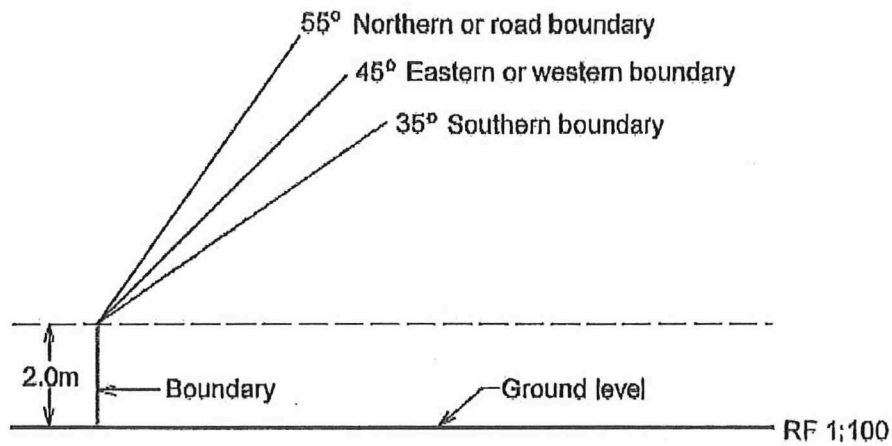 55° Northern or road boundary
45° Eastern or western boundary
35° Southern boundary
2.0m
Boundary
Ground level
RF 1:100